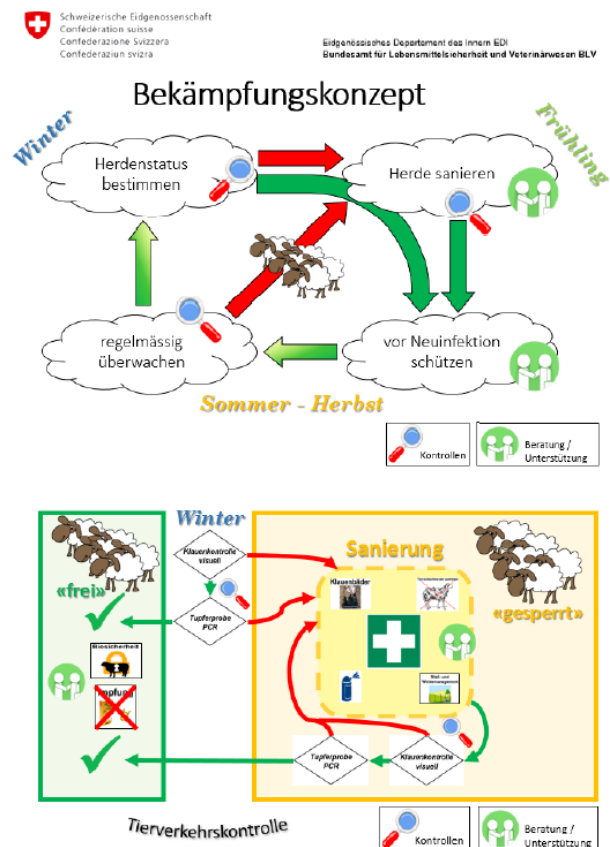 Schweizerische Eidgenossenschaft
Confédération suisse
Confederazione Svizzera
Confederaziun svizra
Eidgenössisches Departement des Innern EDI
Bundesamt für Lebensmittelsicherheit und Veterinärwesen BLV
Bekämpfungskonzept
Winter
Frühling
Herdenstatus
bestimmen
Herde sanieren
regelmässig
überwachen
vor Neuinfektion
schützen
Sommer - Herbst
Kontrollen
Beratung /
Unterstützung
Winter
Klauenkontrolle
visuell
Sanierung
«frei»
Klauenbäder
«gesperrt»
Tupferprobe
PCR
Biosicherheit
Impfung
Tupferprobe
PCR
Klauenkontrolle
visuell
Tierverkehrskontrolle
Kontrollen
Beratung /
Unterstützung